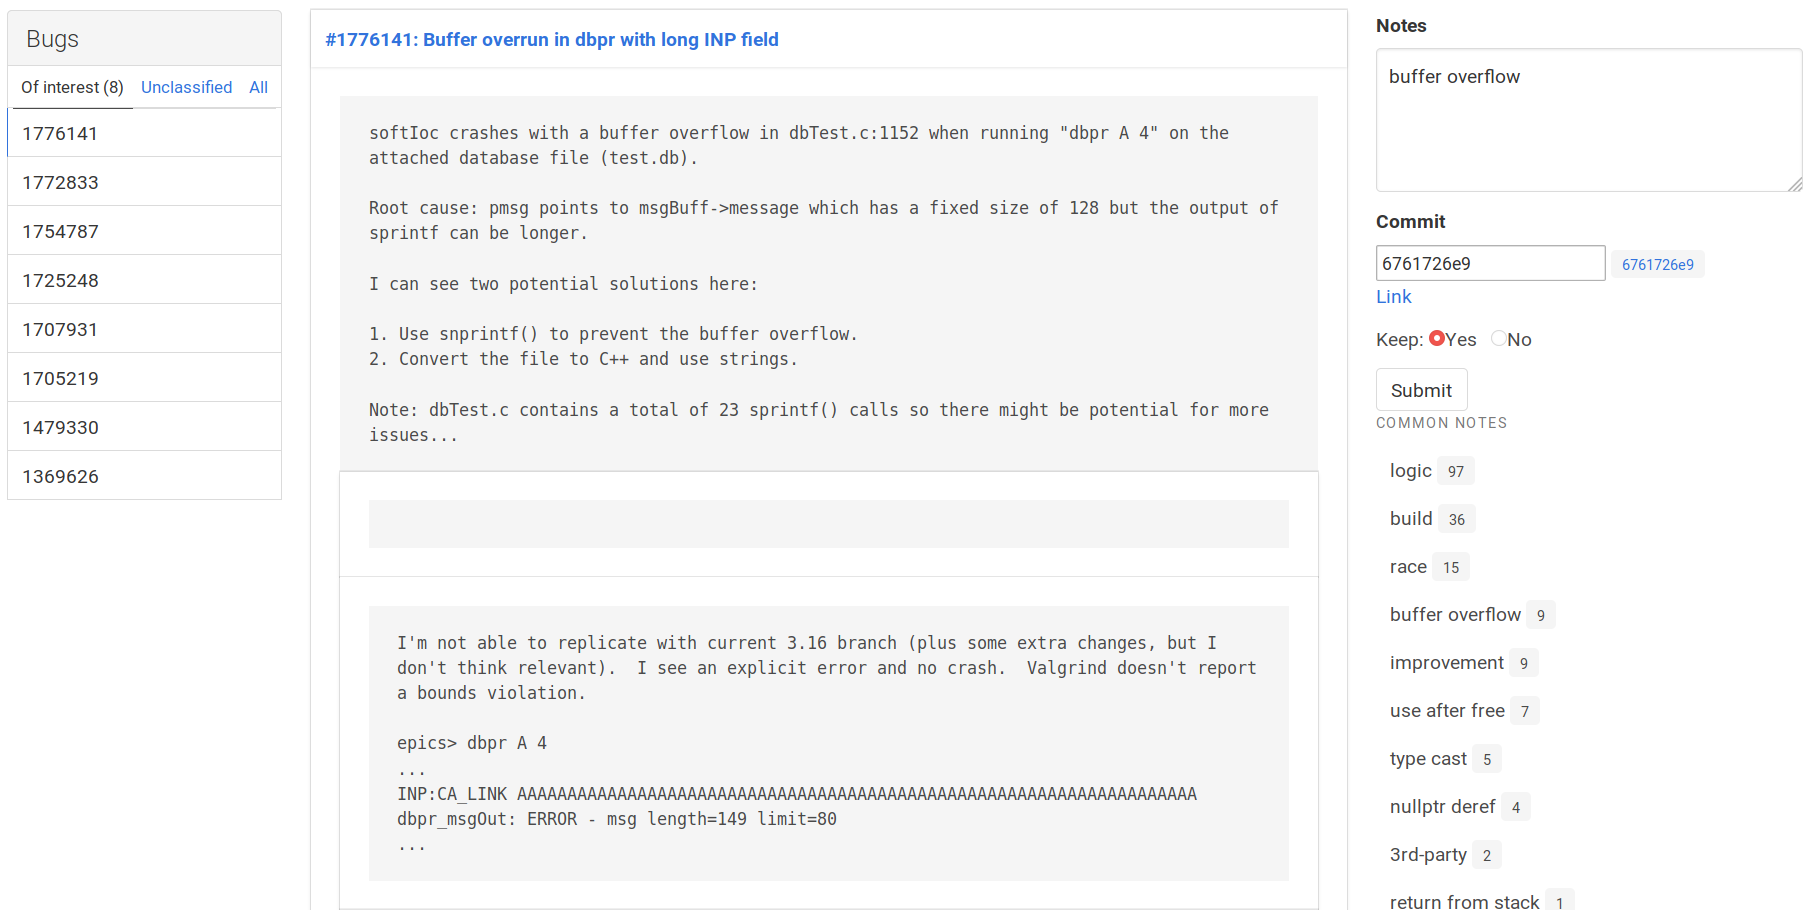 Bugs
Of interest (8) Unclassified All
1776141
1772833
1754787
1725248
1707931
1705219
1479330
1369626
#1776141: Buffer overrun in dbpr with long INP field
softIoc crashes with a buffer overflow in dbTest.c:1152 when running "dbpr A 4" on the
attached database file (test.db).
Root cause: pmsg points to msgBuff->message which has a fixed size of 128 but the output of
sprintf can be longer.
I can see two potential solutions here:
1. Use snprintf() to prevent the buffer overflow.
2. Convert the file to C++ and use strings.
Note: dbTest.c contains a total of 23 sprintf() calls so there might be potential for more
issues...
I'm not able to replicate with current 3.16 branch (plus some extra changes, but I
don't think relevant).  I see an explicit error and no crash.  Valgrind doesn't report
a bounds violation.
epics> dbpr A 4
...
INP:CA_LINK AAAAAAAAAAAAAAAAAAAAAAAAAAAAAAAAAAAAAAAAAAAAAAAAAAAAAAAAAAAAAAAAAAAA
dbpr_msgOut: ERROR - msg length=149 limit=80
...
Notes
buffer overflow
Commit
6761726e9 6761726e9
Link
Keep: Yes No
Submit
COMMON NOTES
logic 97
build 36
race 15
buffer overflow 9
improvement 9
use after free 7
type cast 5
nullptr deref 4
3rd-party 2
return from stack 1